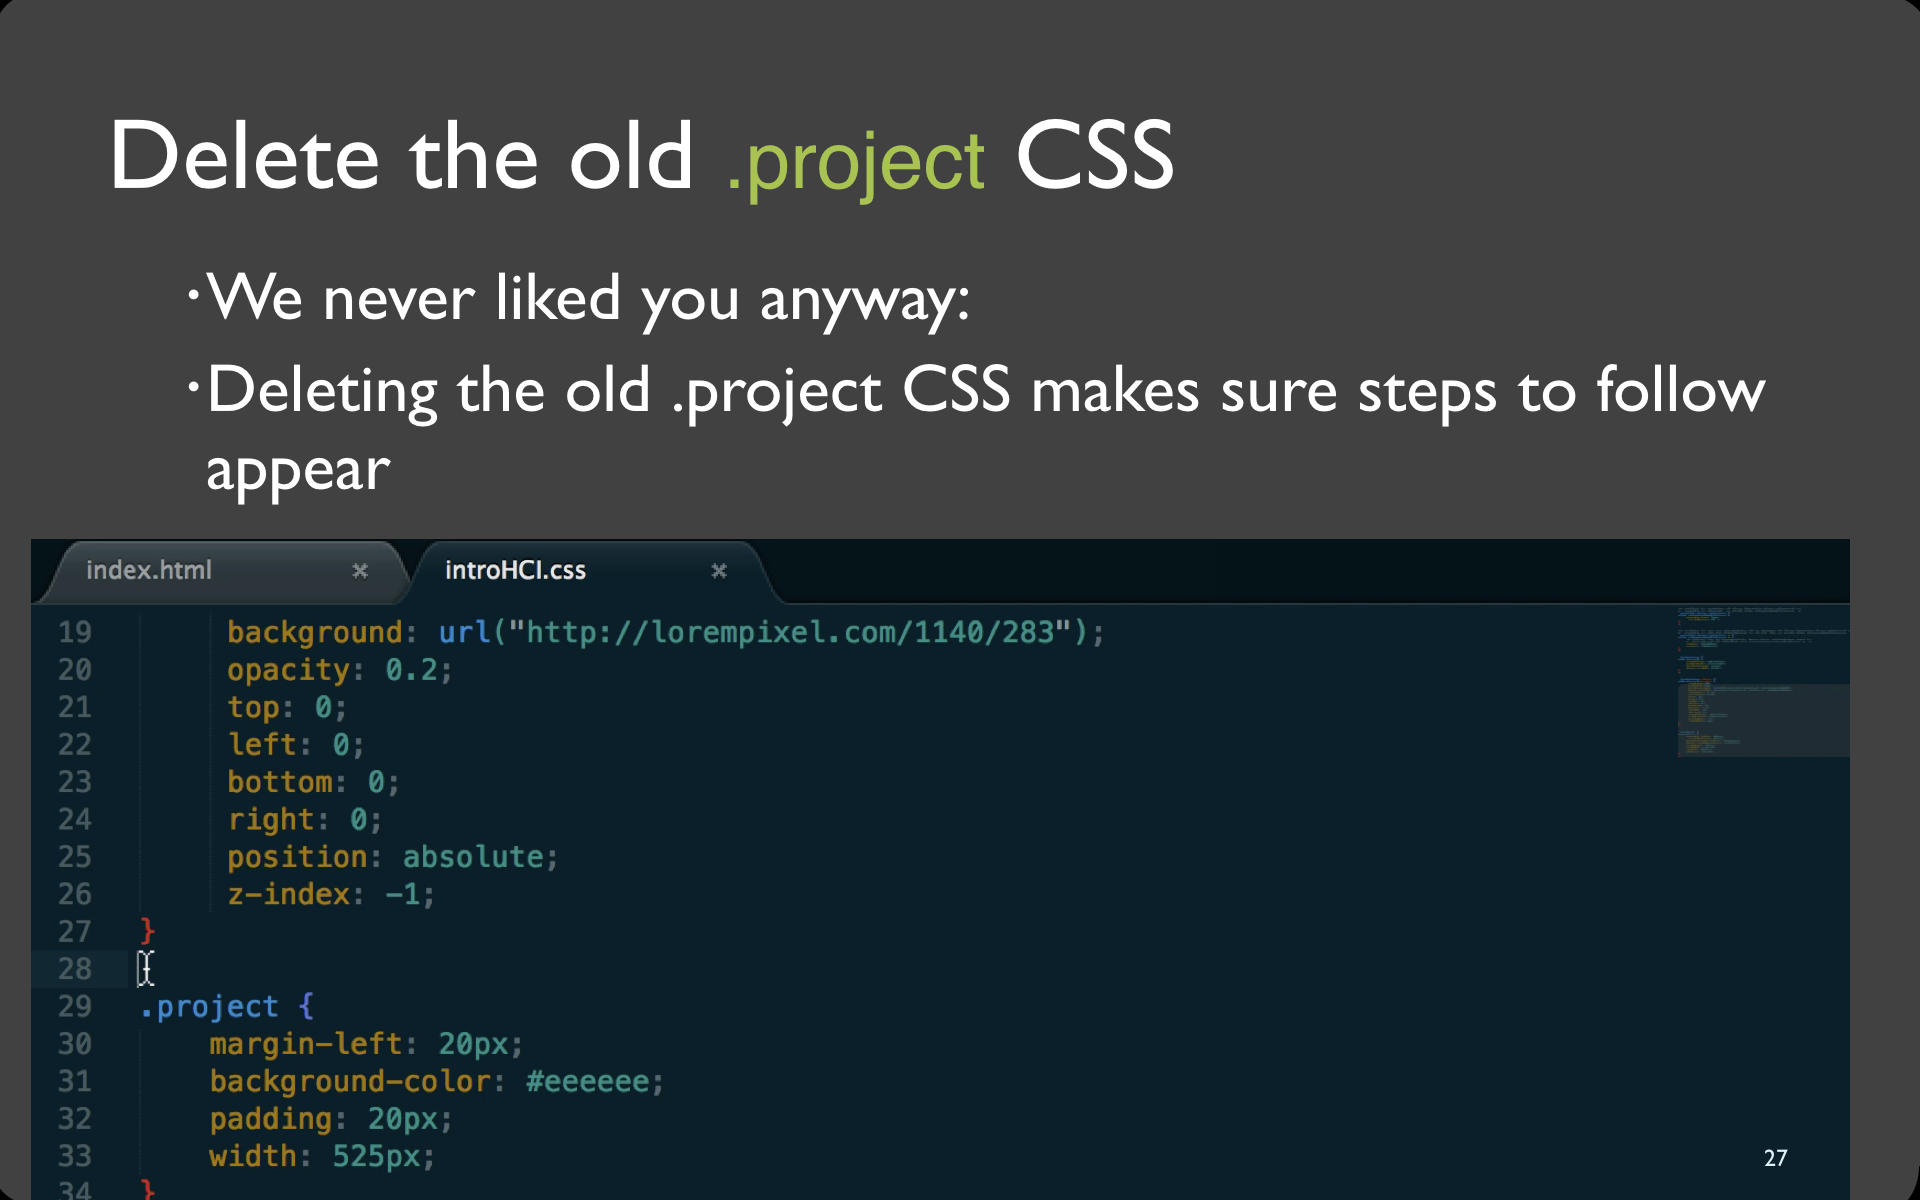 Delete the old .project CSS
•We never liked you anyway:
•Deleting the old .project CSS makes sure steps to follow
appear
index.html × introHCI.css ×
19 background: url("http://lorempixel.com/1140/283");
20 opacity: 0.2;
21 top: 0;
22 left: 0;
23 bottom: 0;
24 right: 0;
25 position: absolute;
26 z-index: -1;
27 }
28
29 .project {
30 margin-left: 20px;
31 background-color: #eeeeee;
32 padding: 20px;
33 width: 525px;
34 }
27